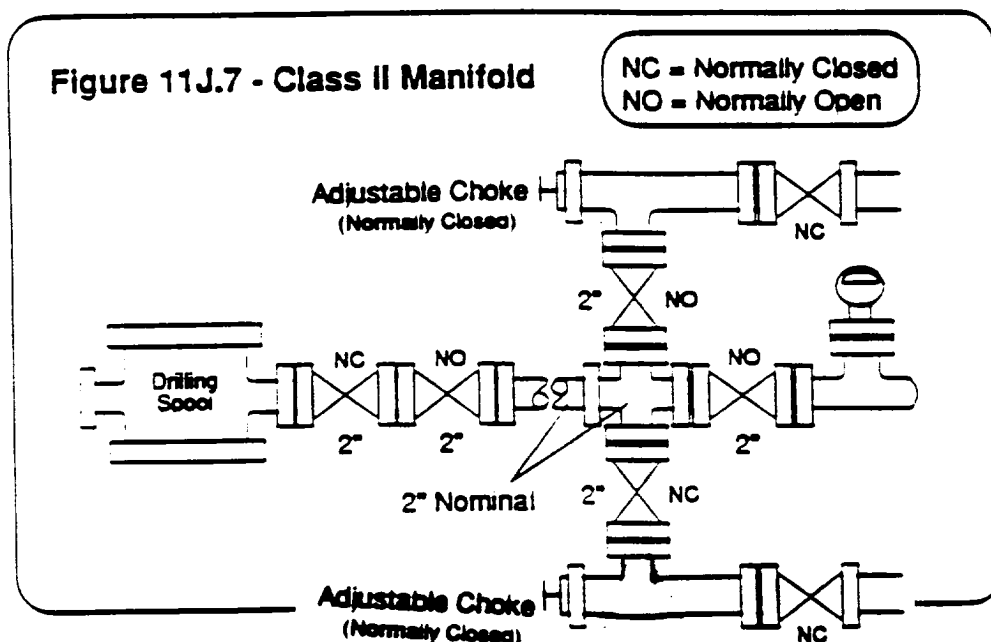 Figure 11J.7 - Class II Manifold
NC = Normally Closed
NO = Normally Open
Adjustable Choke
(Normally Closed)
NC
2"
NO
Drilling
Spool
NC
NO
NO
2"
2"
2"
2" Nominal
2"
NC
Adjustable Choke
(Normally Closed)
NC